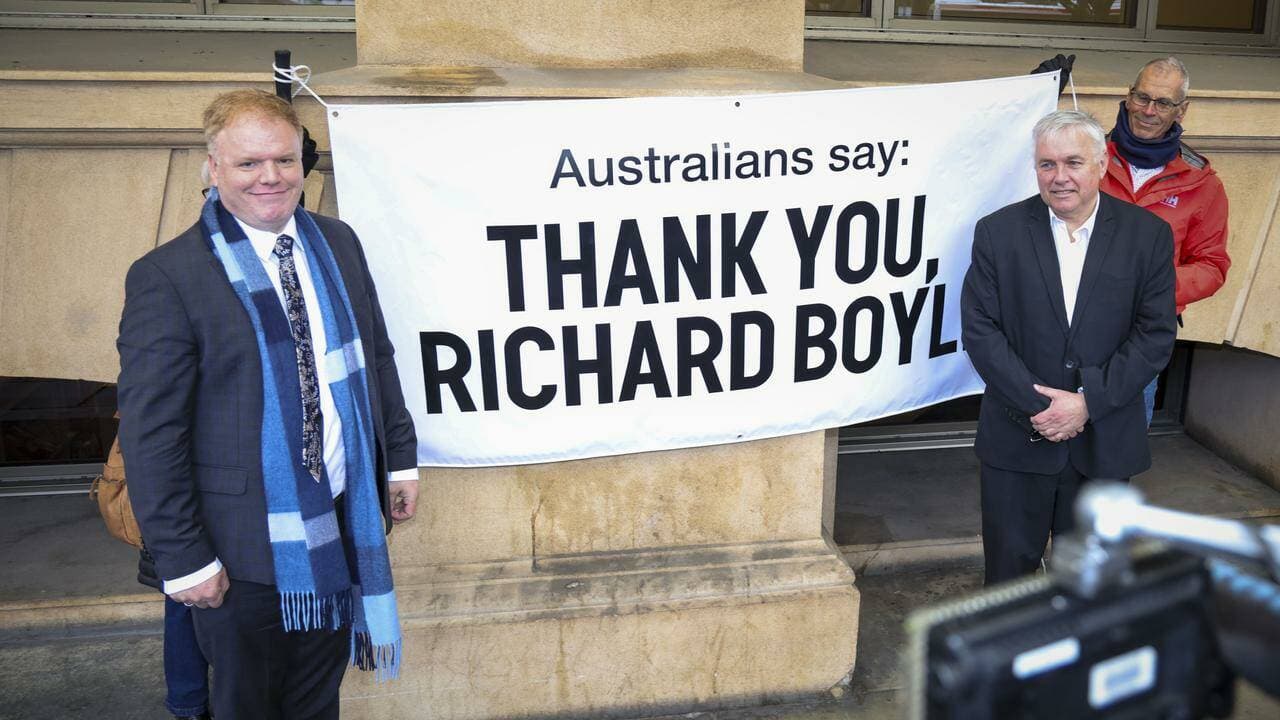 Australians say:
THANK YOU,
RICHARD BOYL